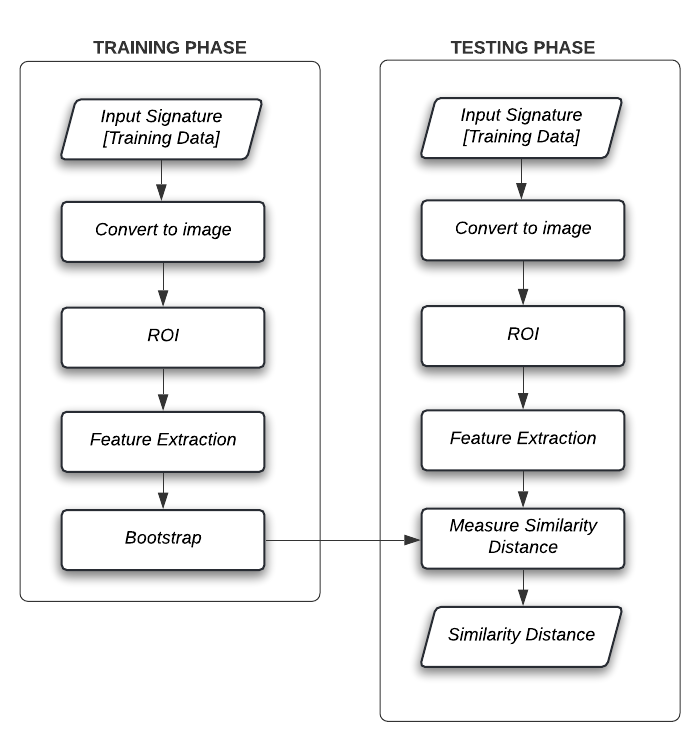 TRAINING PHASE
Input Signature
[Training Data]
Convert to image
ROI
Feature Extraction
Bootstrap
TESTING PHASE
Input Signature
[Training Data]
Convert to image
ROI
Feature Extraction
Measure Similarity
Distance
Similarity Distance